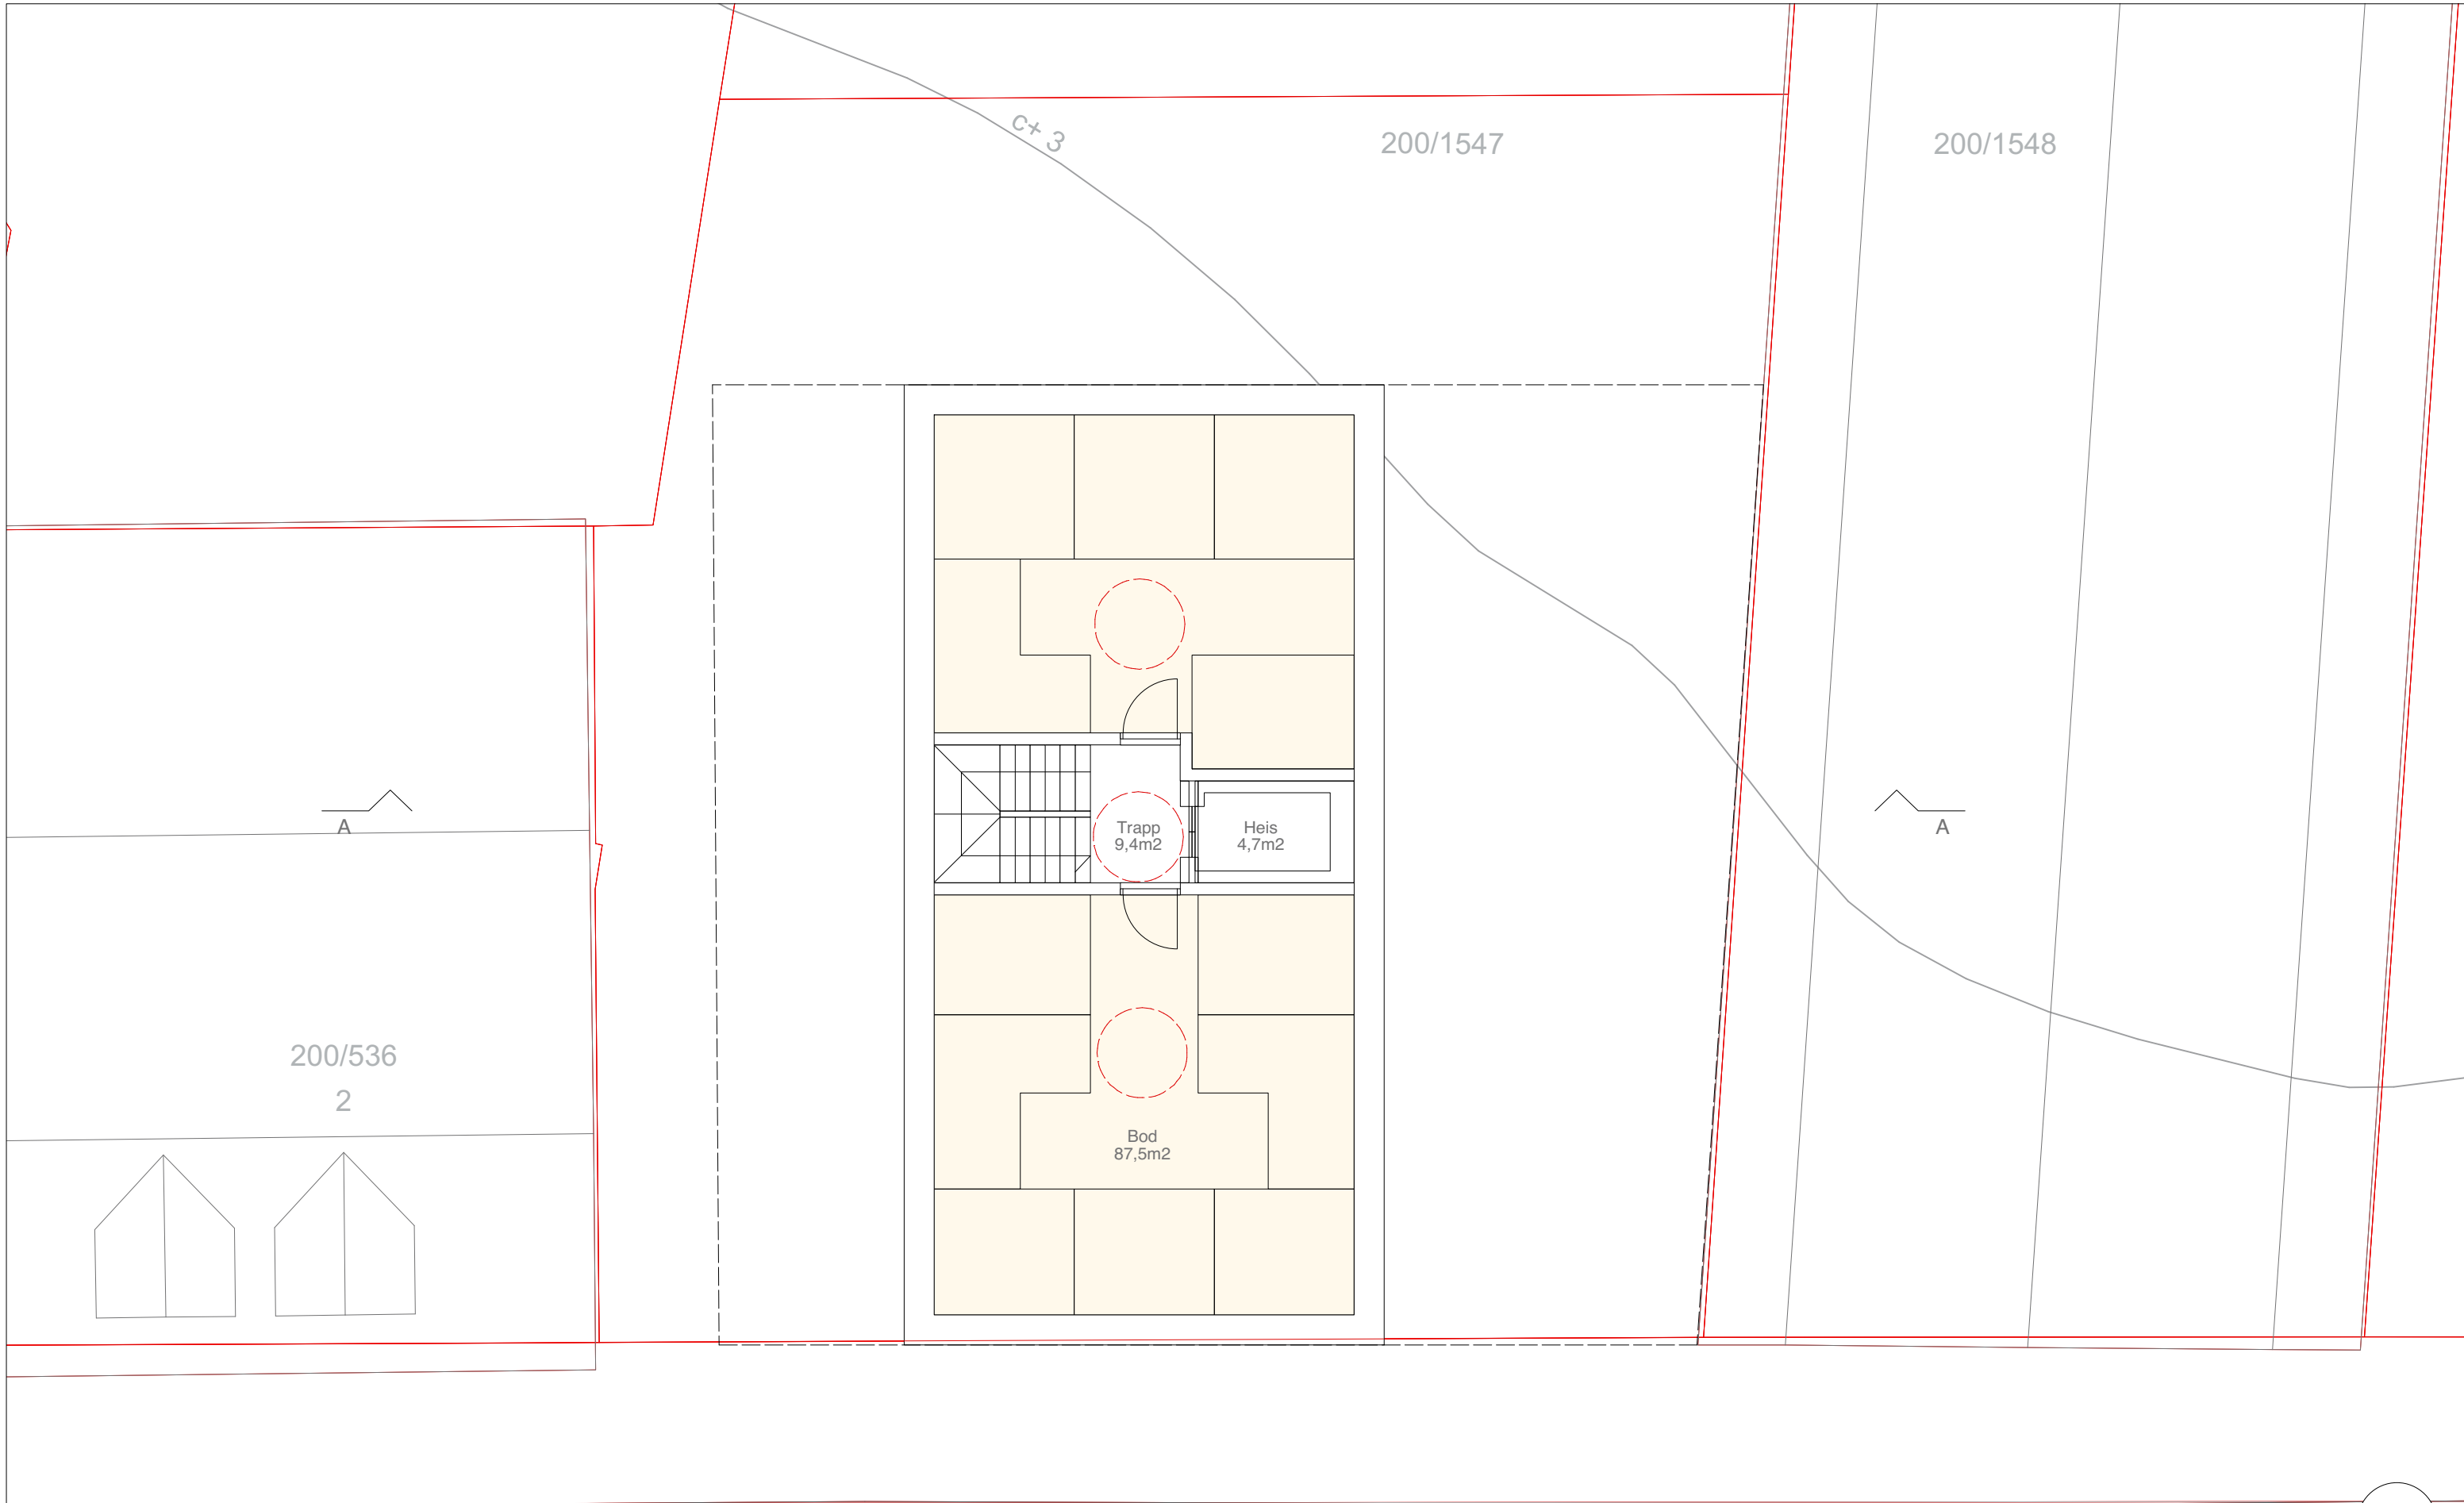 c+ 3
200/1547
200/1548
A
Trapp
9,4m2
Heis
4,7m2
A
200/536
2
Bod
87,5m2